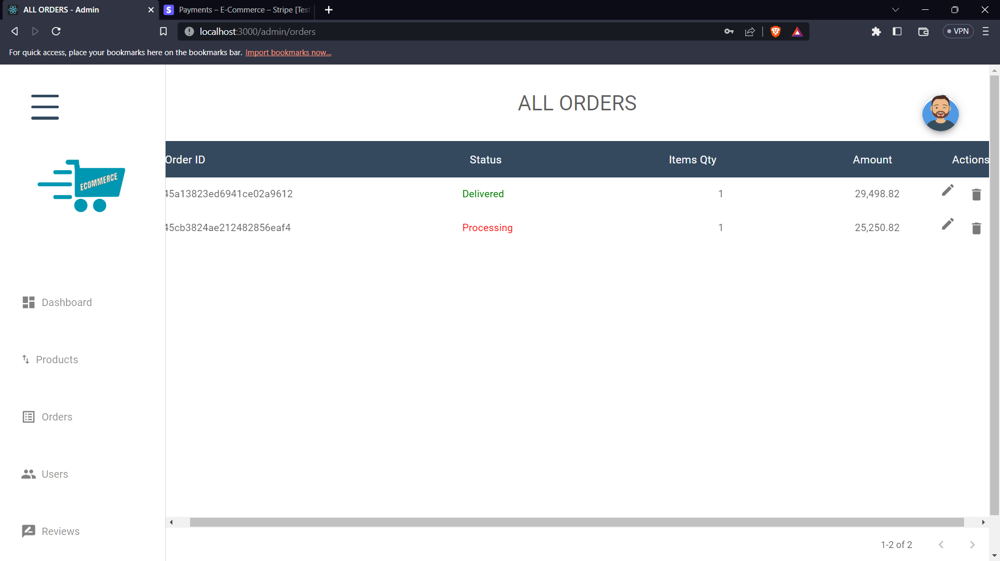 ALL ORDERS - Admin
Payments – E-Commerce – Stripe [Test
localhost:3000/admin/orders
VPN
For quick access, place your bookmarks here on the bookmarks bar. Import bookmarks now...
ALL ORDERS
ECOMMERCE
Order ID Status Items Qty Amount Actions
45a13823ed6941ce02a9612 Delivered 1 29,498.82
45cb3824ae212482856eaf4 Processing 1 25,250.82
Dashboard
Products
Orders
Users
Reviews
1-2 of 2